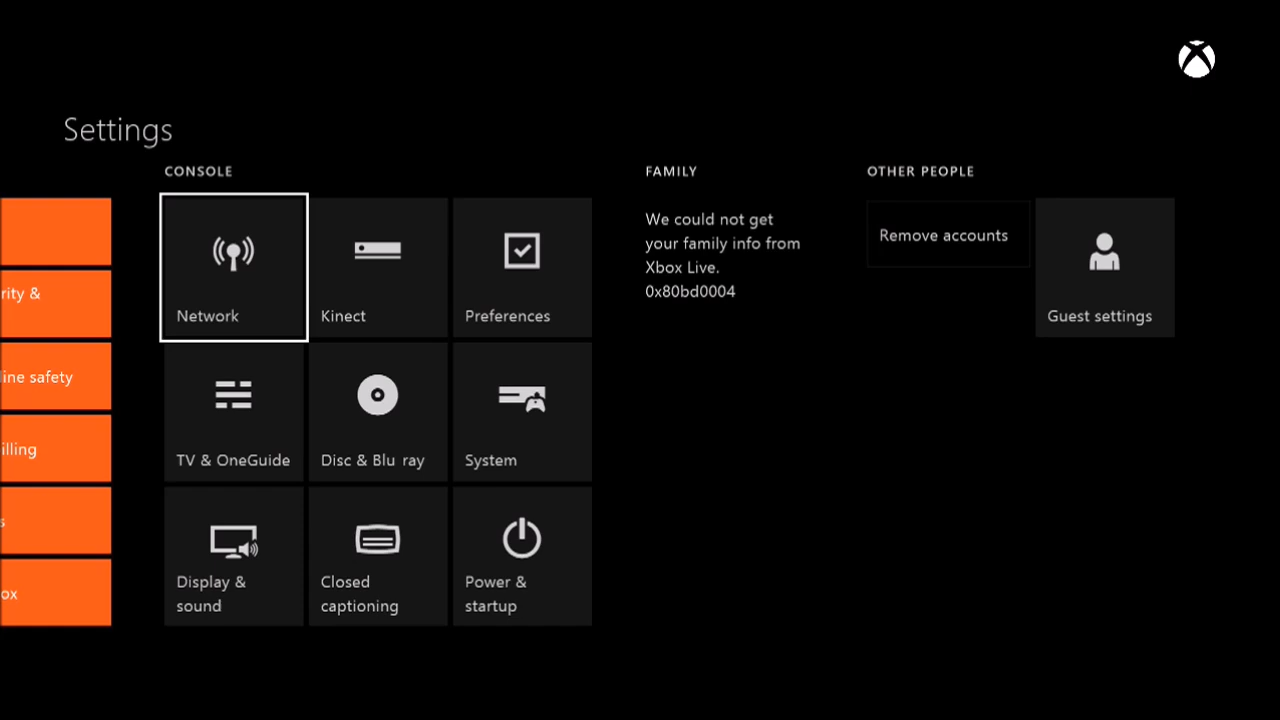 Settings
CONSOLE
FAMILY
OTHER PEOPLE
rity &
line safety
illing
s
ox
Network
Kinect
Preferences
TV & OneGuide
Disc & Blu ray
System
Display &
sound
Closed
captioning
Power &
startup
We could not get
your family info from
Xbox Live.
0x80bd0004
Remove accounts
Guest settings